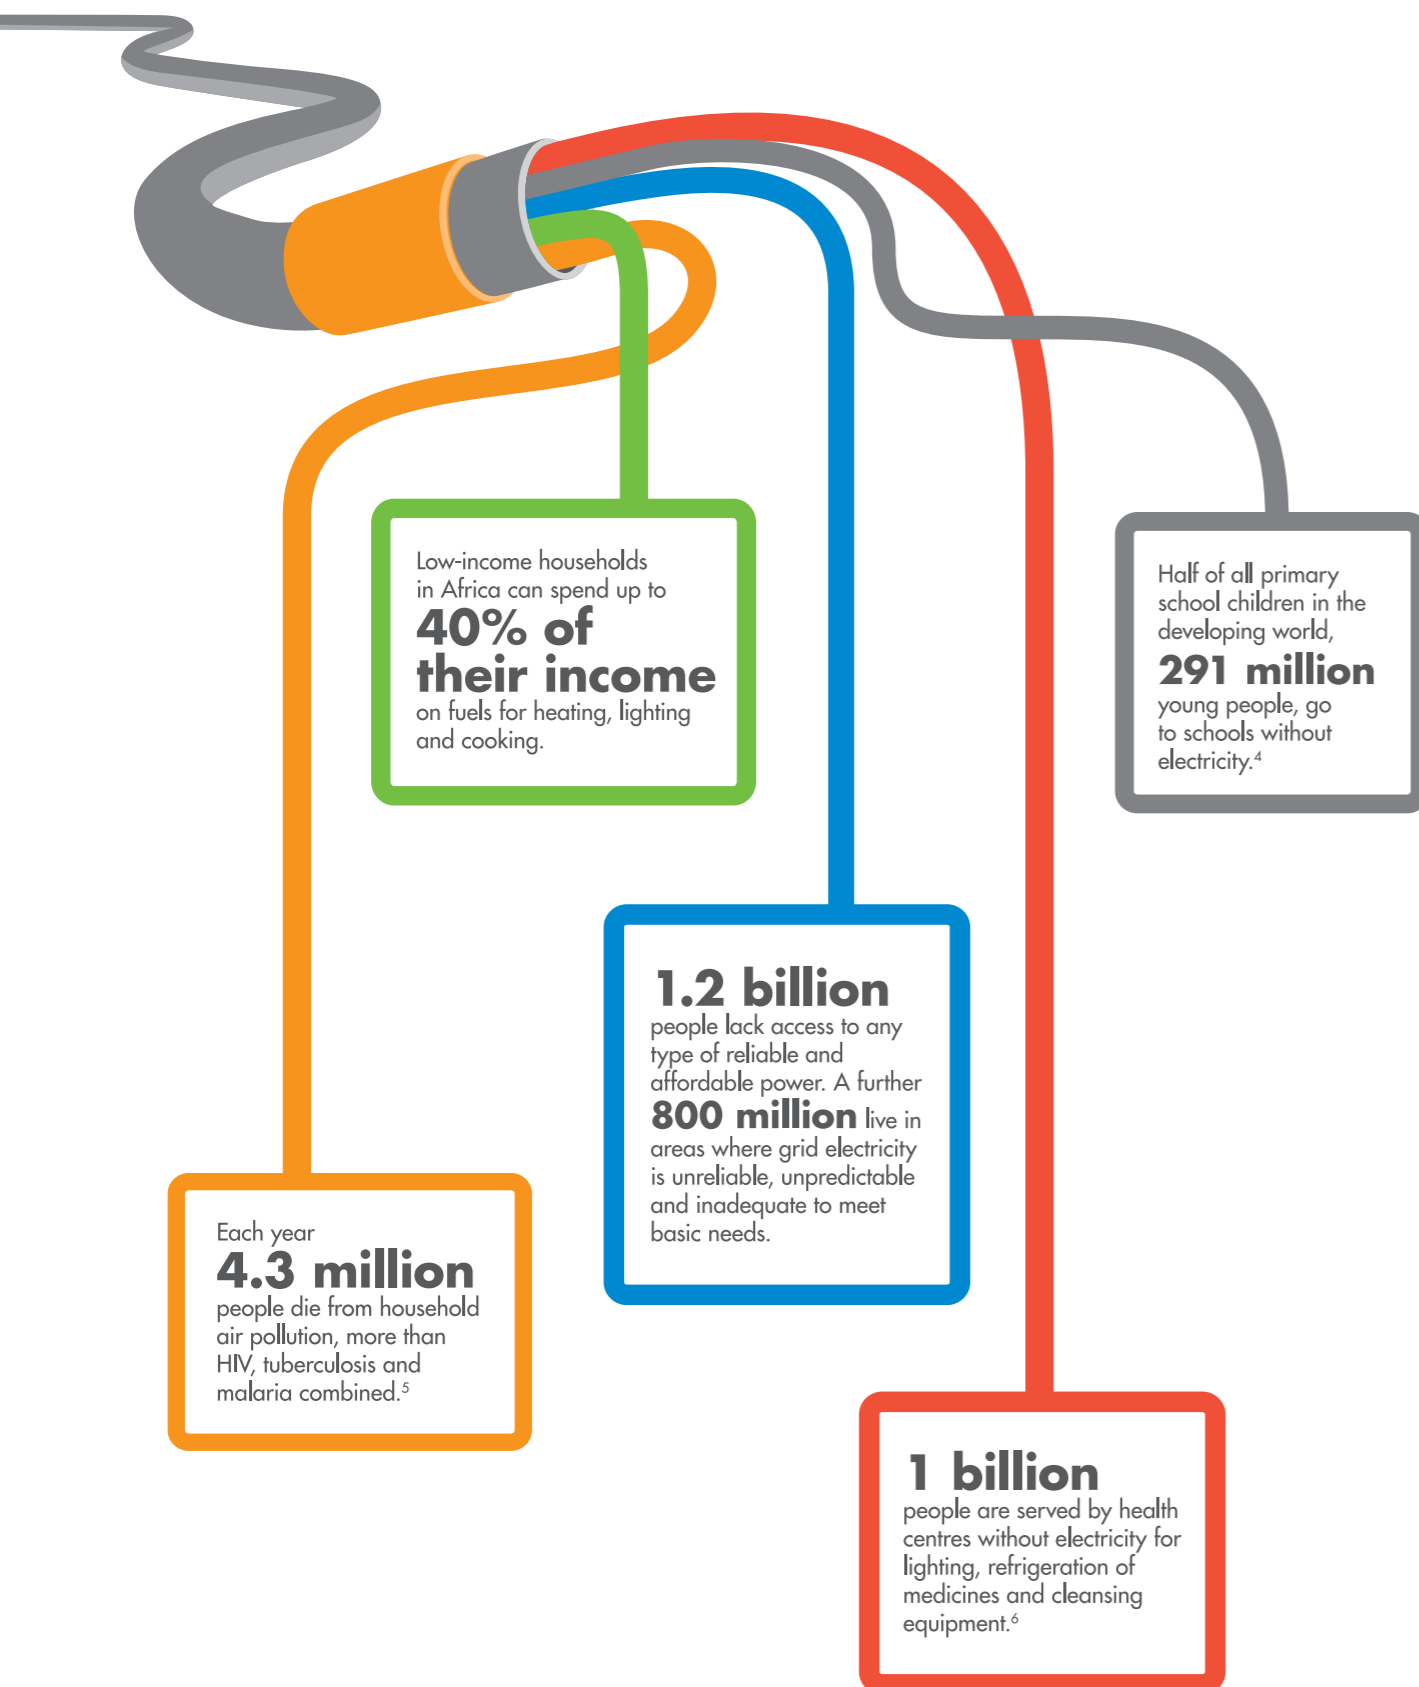 Low-income households
in Africa can spend up to
40% of
their income
on fuels for heating, lighting
and cooking.
Half of all primary
school children in the
developing world,
291 million
young people, go
to schools without
electricity.⁴
1.2 billion
people lack access to any
type of reliable and
affordable power. A further
800 million live in
areas where grid electricity
is unreliable, unpredictable
and inadequate to meet
basic needs.
Each year
4.3 million
people die from household
air pollution, more than
HIV, tuberculosis and
malaria combined.⁵
1 billion
people are served by health
centres without electricity for
lighting, refrigeration of
medicines and cleansing
equipment.⁶